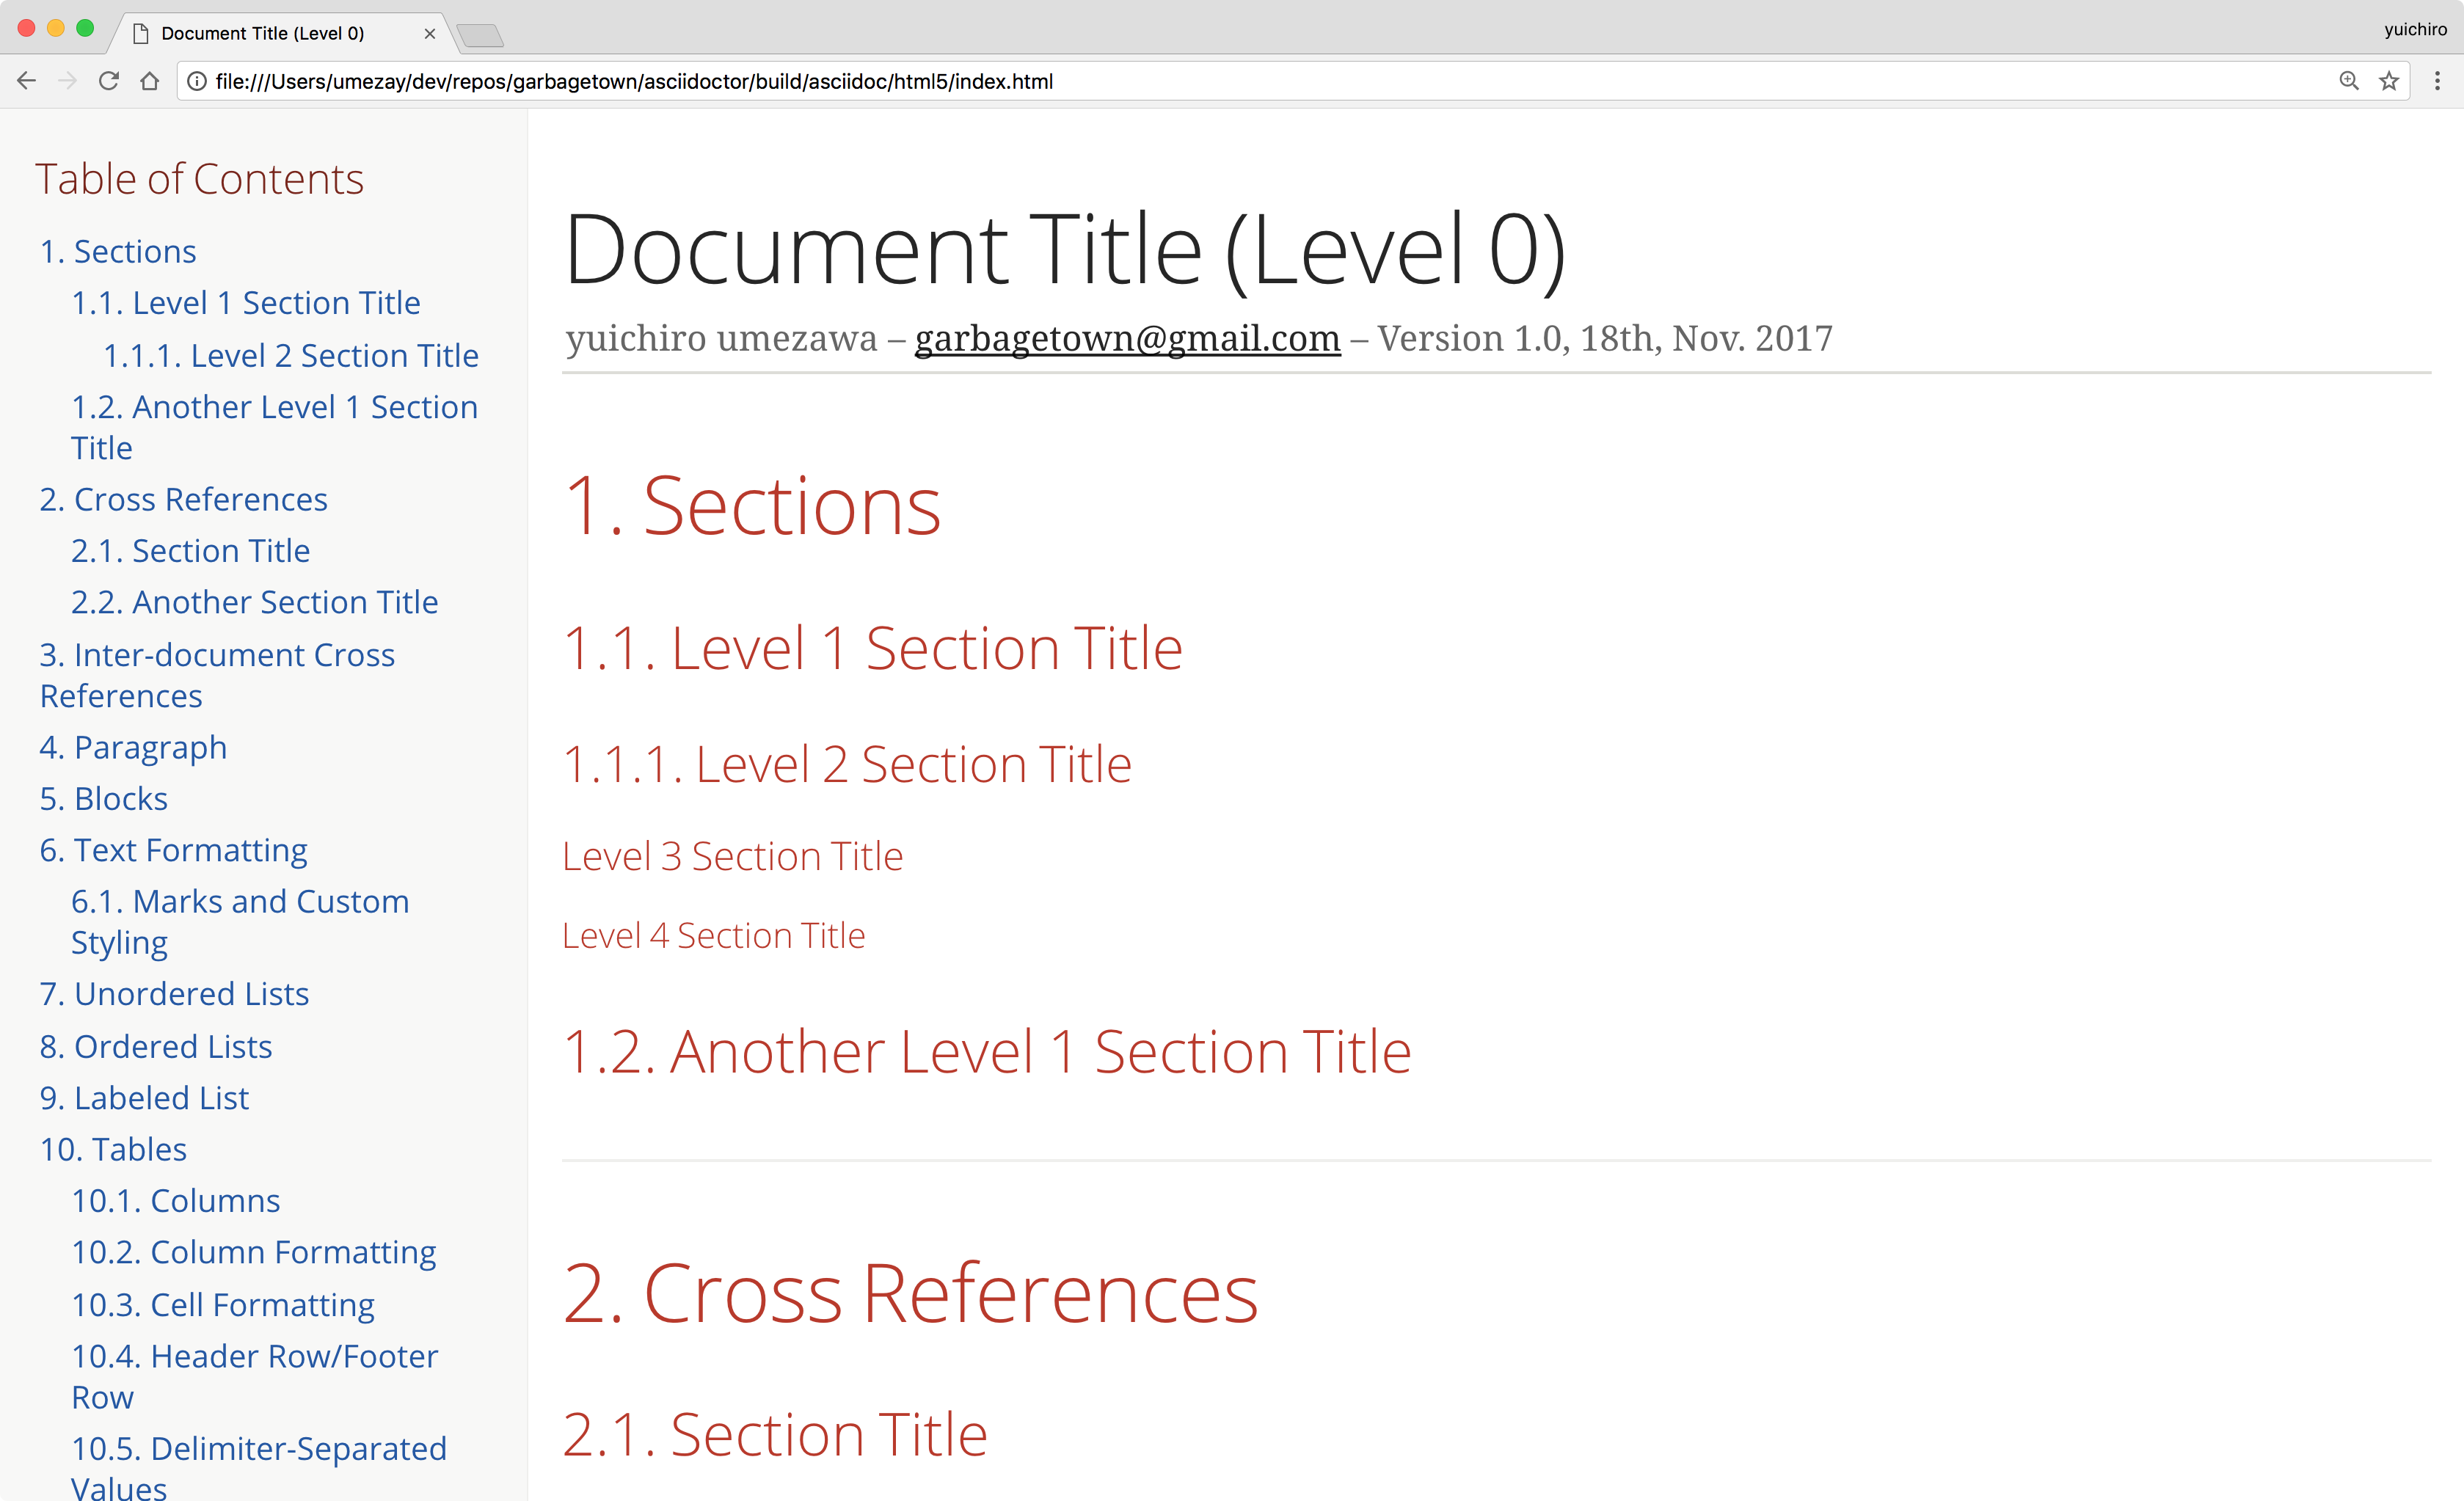 Document Title (Level 0)
yuichiro
file:///Users/umezay/dev/repos/garbagetown/asciidoctor/build/asciidoc/html5/index.html
Table of Contents
1. Sections
1.1. Level 1 Section Title
1.1.1. Level 2 Section Title
1.2. Another Level 1 Section
Title
2. Cross References
2.1. Section Title
2.2. Another Section Title
3. Inter-document Cross
References
4. Paragraph
5. Blocks
6. Text Formatting
6.1. Marks and Custom
Styling
7. Unordered Lists
8. Ordered Lists
9. Labeled List
10. Tables
10.1. Columns
10.2. Column Formatting
10.3. Cell Formatting
10.4. Header Row/Footer
Row
10.5. Delimiter-Separated
Values
Document Title (Level 0)
yuichiro umezawa – garbagetown@gmail.com – Version 1.0, 18th, Nov. 2017
1. Sections
1.1. Level 1 Section Title
1.1.1. Level 2 Section Title
Level 3 Section Title
Level 4 Section Title
1.2. Another Level 1 Section Title
2. Cross References
2.1. Section Title